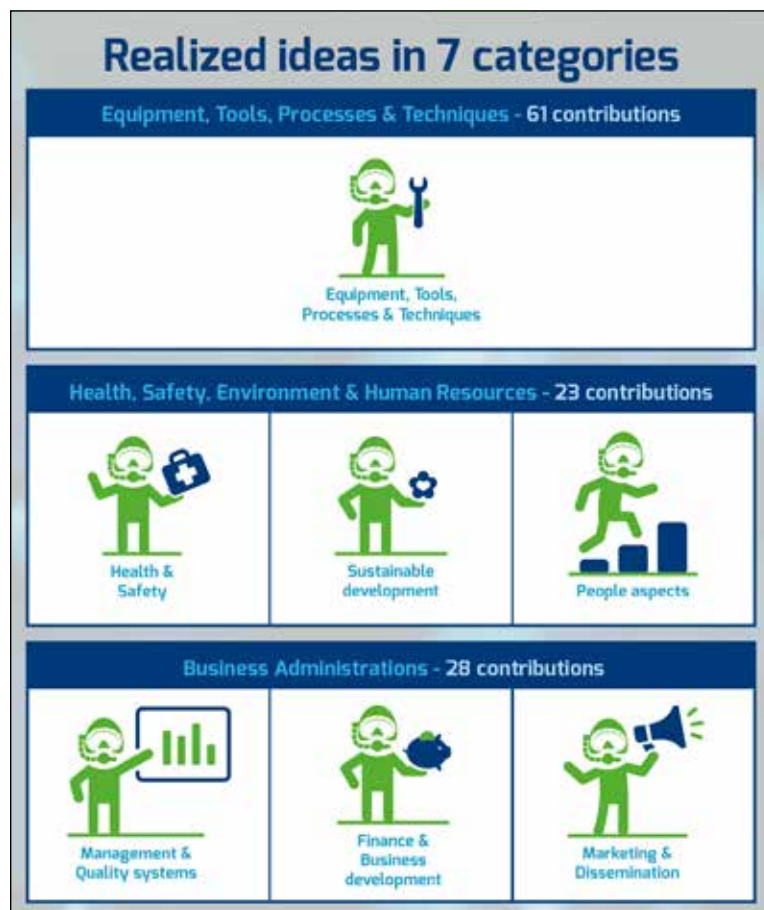 Realized ideas in 7 categories
Equipment, Tools, Processes & Techniques - 61 contributions
Equipment, Tools,
Processes & Techniques
Health, Safety, Environment & Human Resources - 23 contributions
Health &
Safety
Sustainable
development
People aspects
Business Administrations - 28 contributions
Management &
Quality systems
Finance &
Business
development
Marketing &
Dissemination